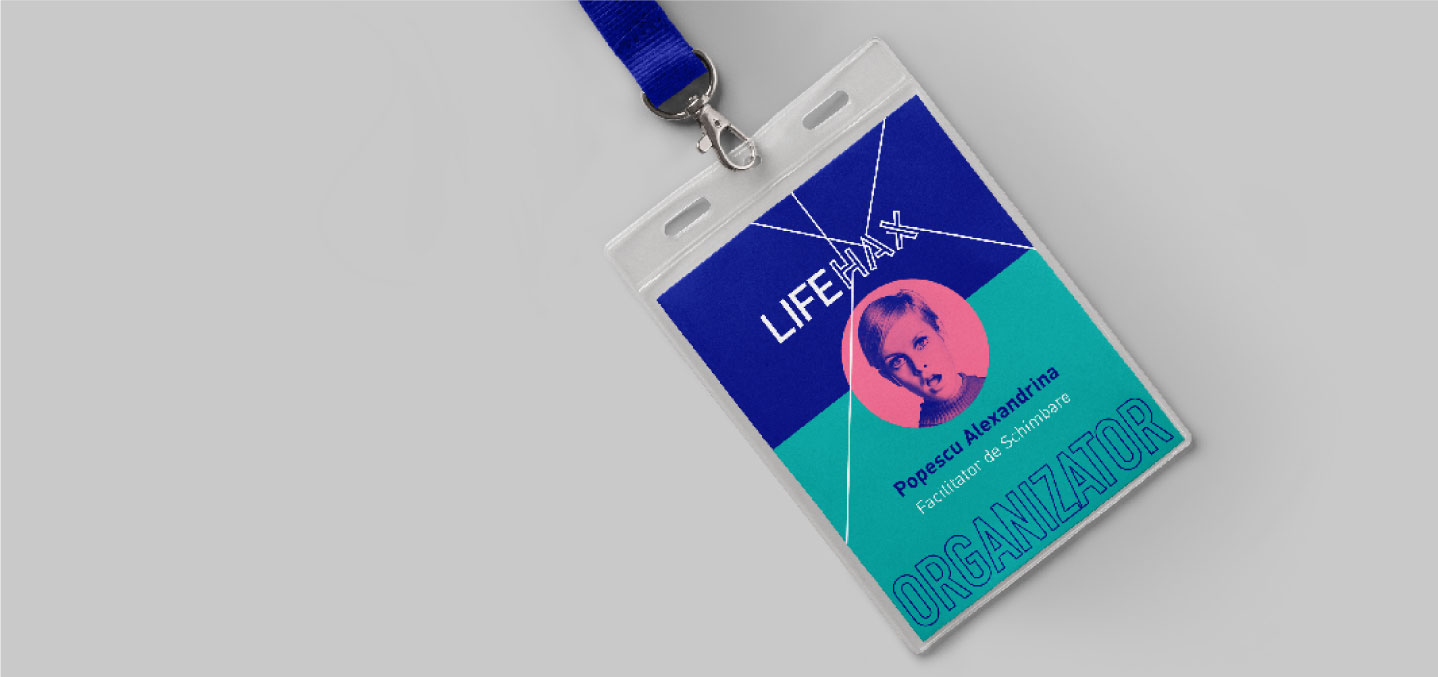 LIFEHAX
Popescu Alexandrina
Facilitator de Schimbare
ORGANIZATOR